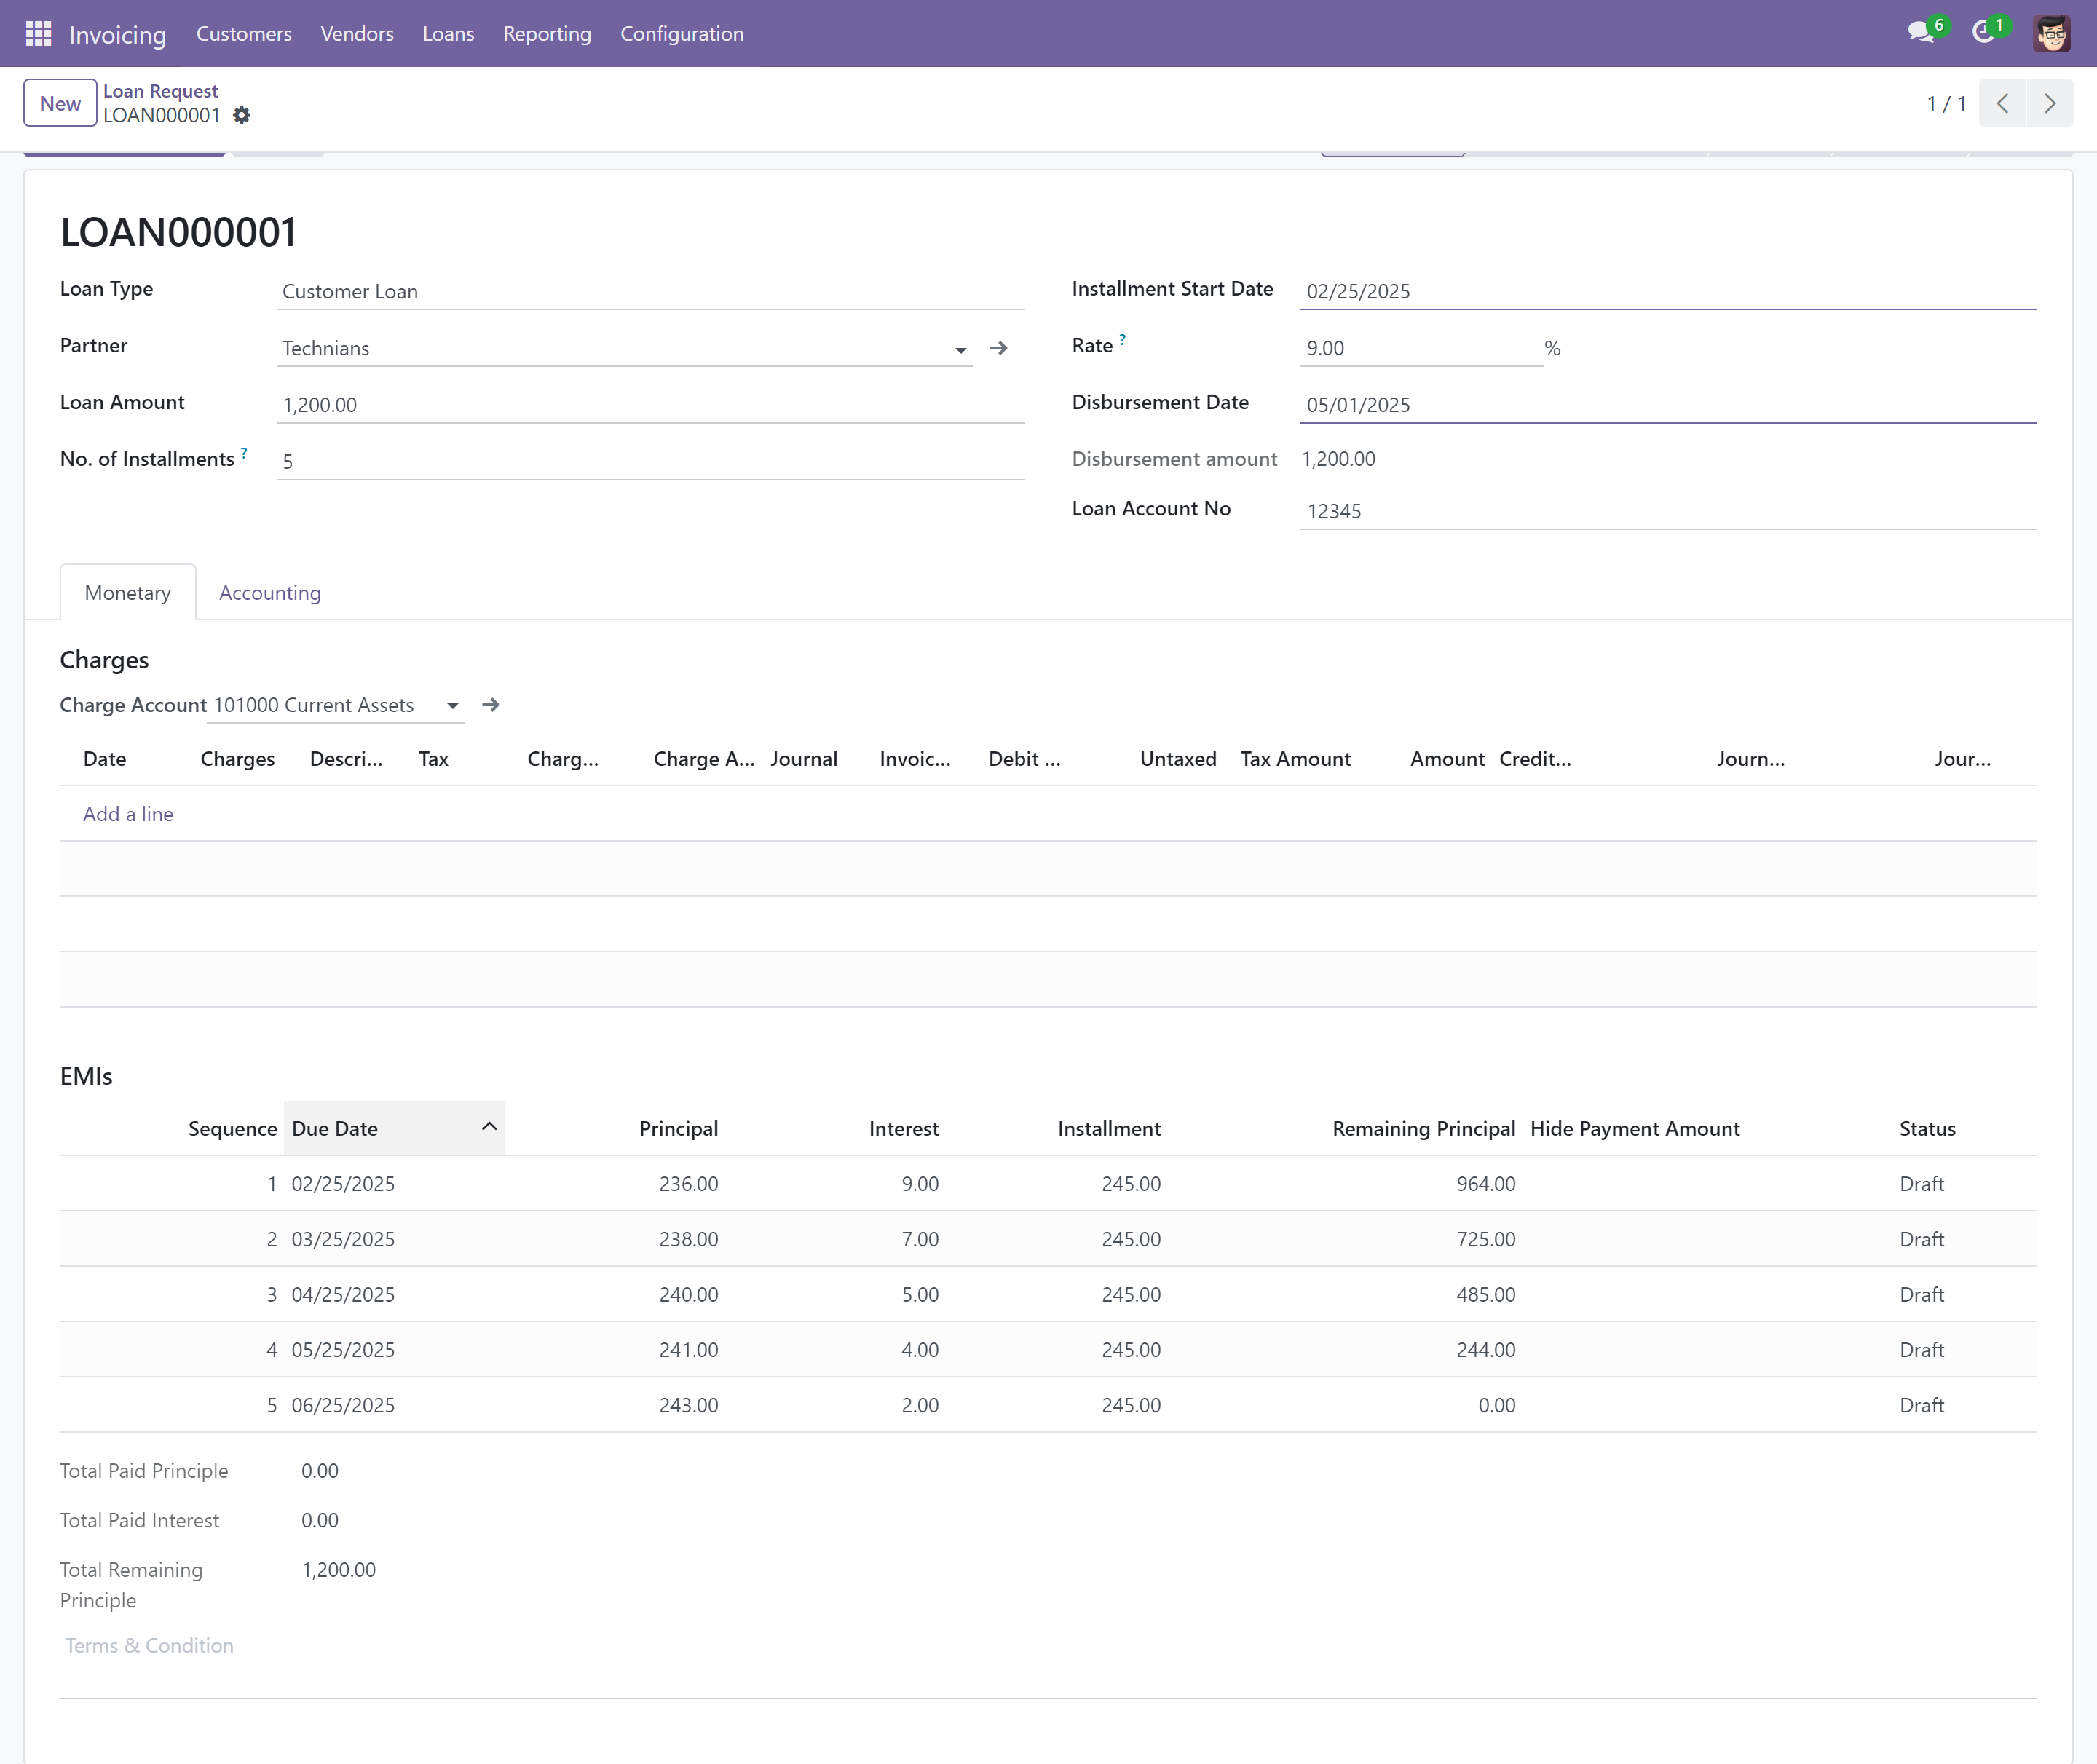 Invoicing Customers Vendors Loans Reporting Configuration 6 1
New Loan Request
LOAN000001
1 / 1
LOAN000001
Loan Type Customer Loan
Installment Start Date 02/25/2025
Partner Technians
Rate ? 9.00 %
Loan Amount 1,200.00
Disbursement Date 05/01/2025
No. of Installments ? 5
Disbursement amount 1,200.00
Loan Account No 12345
Monetary Accounting
Charges
Charge Account 101000 Current Assets
Date Charges Descri... Tax Charg... Charge A... Journal Invoic... Debit ... Untaxed Tax Amount Amount Credit... Journ... Jour...
Add a line
EMIs
Sequence Due Date Principal Interest Installment Remaining Principal Hide Payment Amount Status
1 02/25/2025 236.00 9.00 245.00 964.00 Draft
2 03/25/2025 238.00 7.00 245.00 725.00 Draft
3 04/25/2025 240.00 5.00 245.00 485.00 Draft
4 05/25/2025 241.00 4.00 245.00 244.00 Draft
5 06/25/2025 243.00 2.00 245.00 0.00 Draft
Total Paid Principle 0.00
Total Paid Interest 0.00
Total Remaining 1,200.00
Principle
Terms & Condition